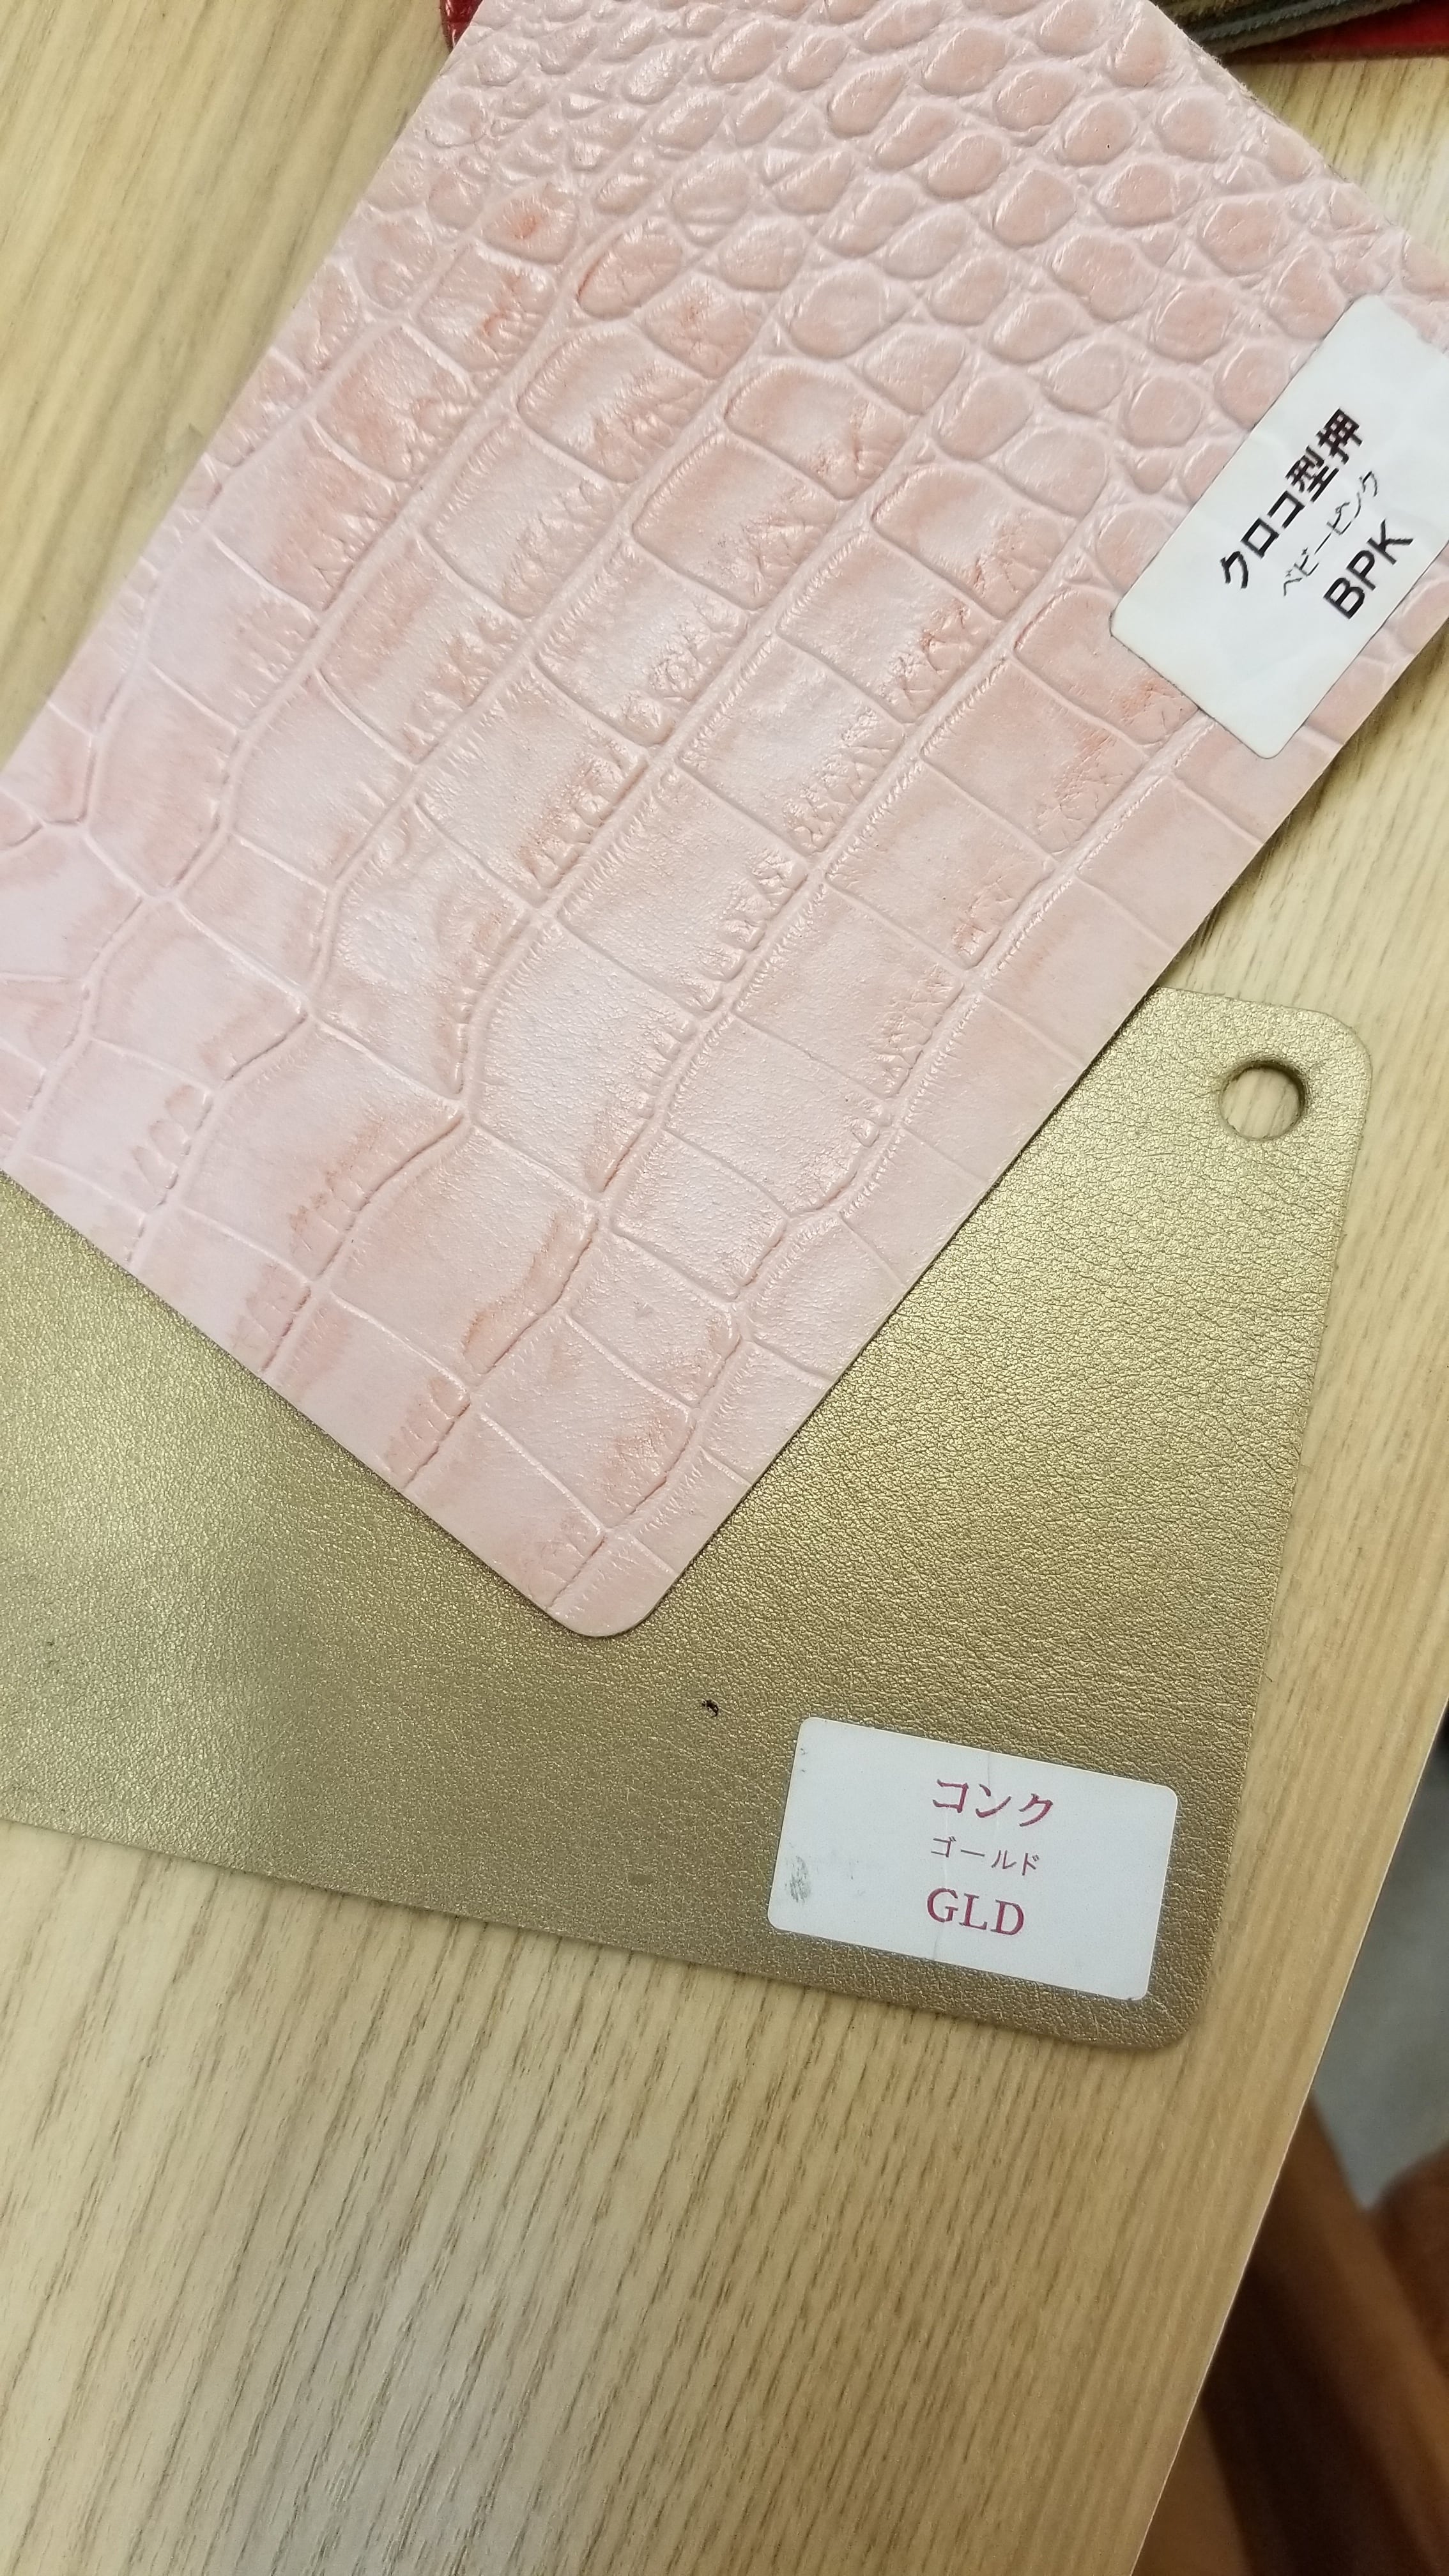 クロコ型押
ベビーピンク
BPK
コンク
ゴールド
GLD